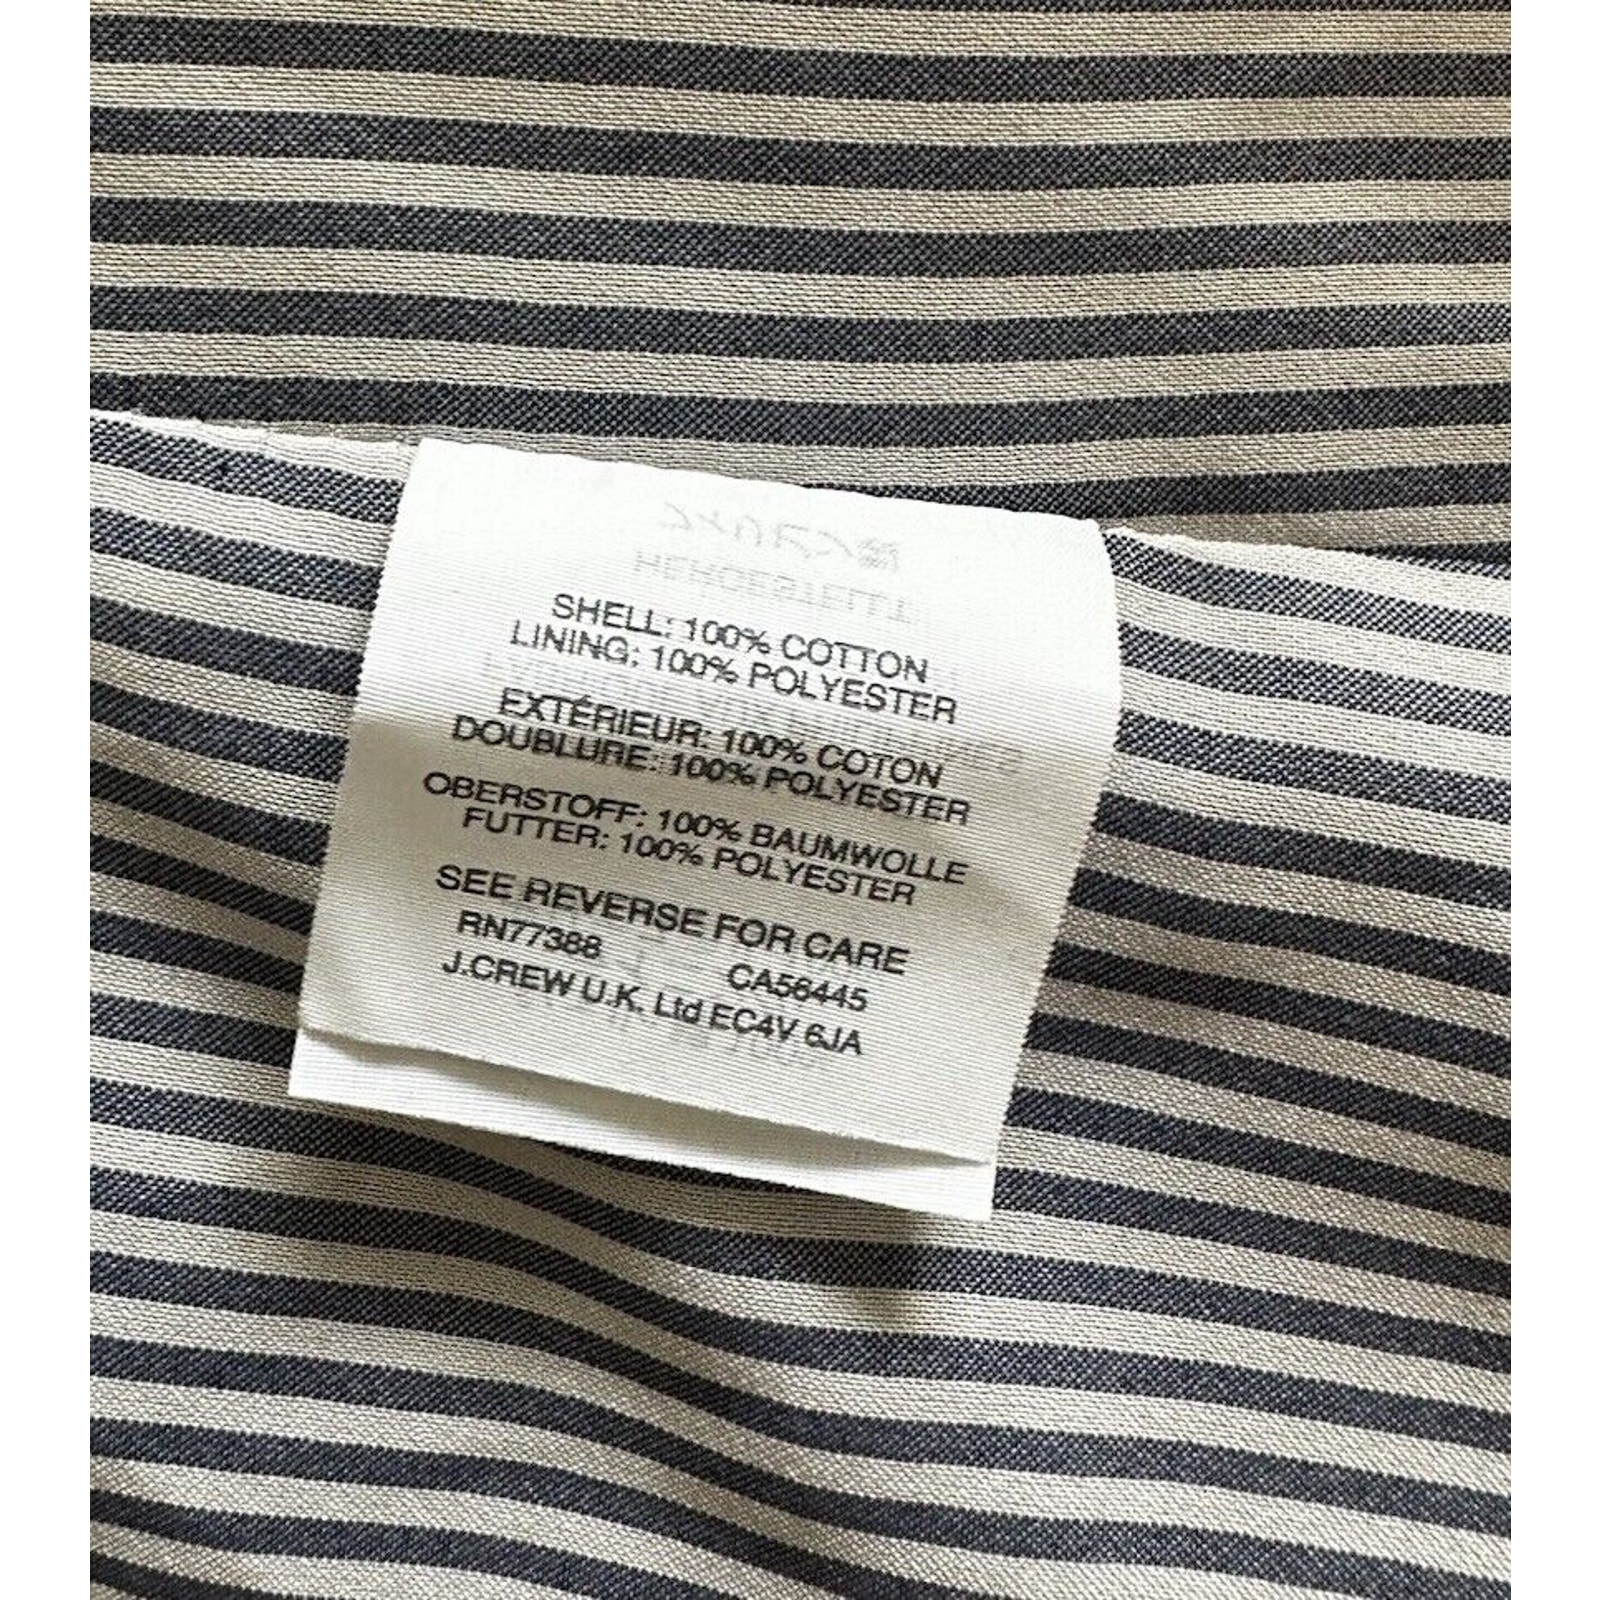 SHELL: 100% COTTON
LINING: 100% POLYESTER
EXTÉRIEUR: 100% COTON
DOUBLURE: 100% POLYESTER
OBERSTOFF: 100% BAUMWOLLE
FUTTER: 100% POLYESTER
SEE REVERSE FOR CARE
RN77388 CA56445
J.CREW U.K. Ltd EC4V 6JA